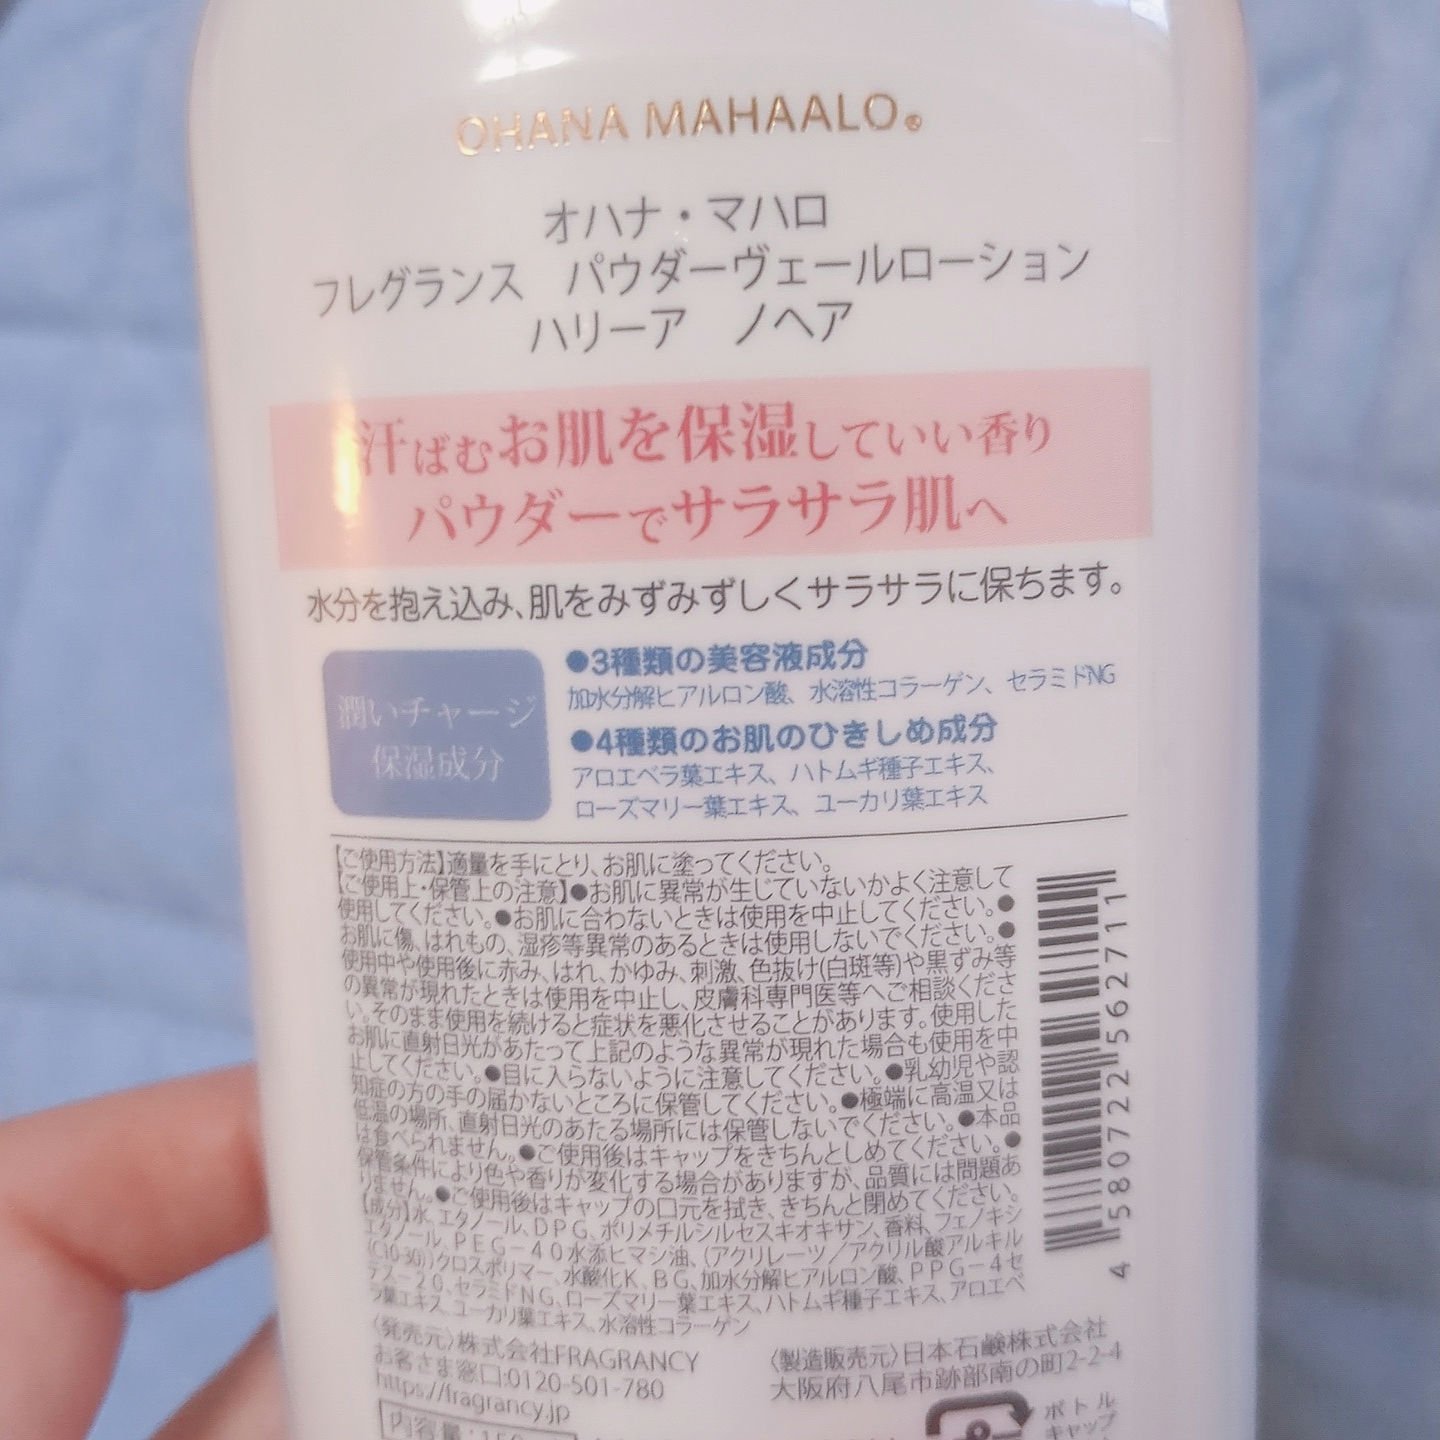 OHANA MAHAALO®
オハナ・マハロ
フレグランス パウダーヴェールローション
ハリーア ノヘア
汗ばむお肌を保湿していい香り
パウダーでサラサラ肌へ
水分を抱え込み、肌をみずみずしくサラサラに保ちます。
潤いチャージ
保湿成分
●3種類の美容液成分
加水分解ヒアルロン酸、水溶性コラーゲン、セラミドNG
●4種類のお肌のひきしめ成分
アロエベラ葉エキス、ハトムギ種子エキス、
ローズマリー葉エキス、ユーカリ葉エキス
【ご使用方法】適量を手にとり、お肌に塗ってください。
【ご使用上・保管上の注意】●お肌に異常が生じていないかよく注意して
使用してください。●お肌に合わないときは使用を中止してください。●
お肌に傷、はれもの、湿疹等異常のあるときは使用しないでください。●
使用中や使用後に赤み、はれ、かゆみ、刺激、色抜け(白斑等)や黒ずみ等
の異常が現れたときは使用を中止し、皮膚科専門医等へご相談くださ
い。そのまま使用を続けると症状を悪化させることがあります。使用した
お肌に直射日光があたって上記のような異常が現れた場合も使用を中
止してください。●目に入らないように注意してください。●乳幼児や認
知症の方の手の届かないところに保管してください。●極端に高温又は
低温の場所、直射日光のあたる場所には保管しないでください。●本品
は食べられません。●ご使用後はキャップをきちんとしめてください。●
保管条件により色や香りが変化する場合がありますが、品質には問題あ
りません。●ご使用後はキャップの口元を拭き、きちんと閉めてください。
【成分】水、エタノール、DPG、ポリメチルシルセスキオキサン、香料、フェノキシ
エタノール、PEG-40水添ヒマシ油、(アクリレーツ/アクリル酸アルキル
(C10-30))クロスポリマー、水酸化K、BG、加水分解ヒアルロン酸、PPG-4セ
テス-20、セラミドNG、ローズマリー葉エキス、ハトムギ種子エキス、アロエベ
ラ葉エキス、ユーカリ葉エキス、水溶性コラーゲン
〈発売元〉株式会社FRAGRANCY
お客さま窓口:0120-501-780
https://fragrancy.jp
〈製造販売元〉日本石鹸株式会社
大阪府八尾市跡部南の町2-2-4
内容量:
ボトル
キャップ
4 580722 562711